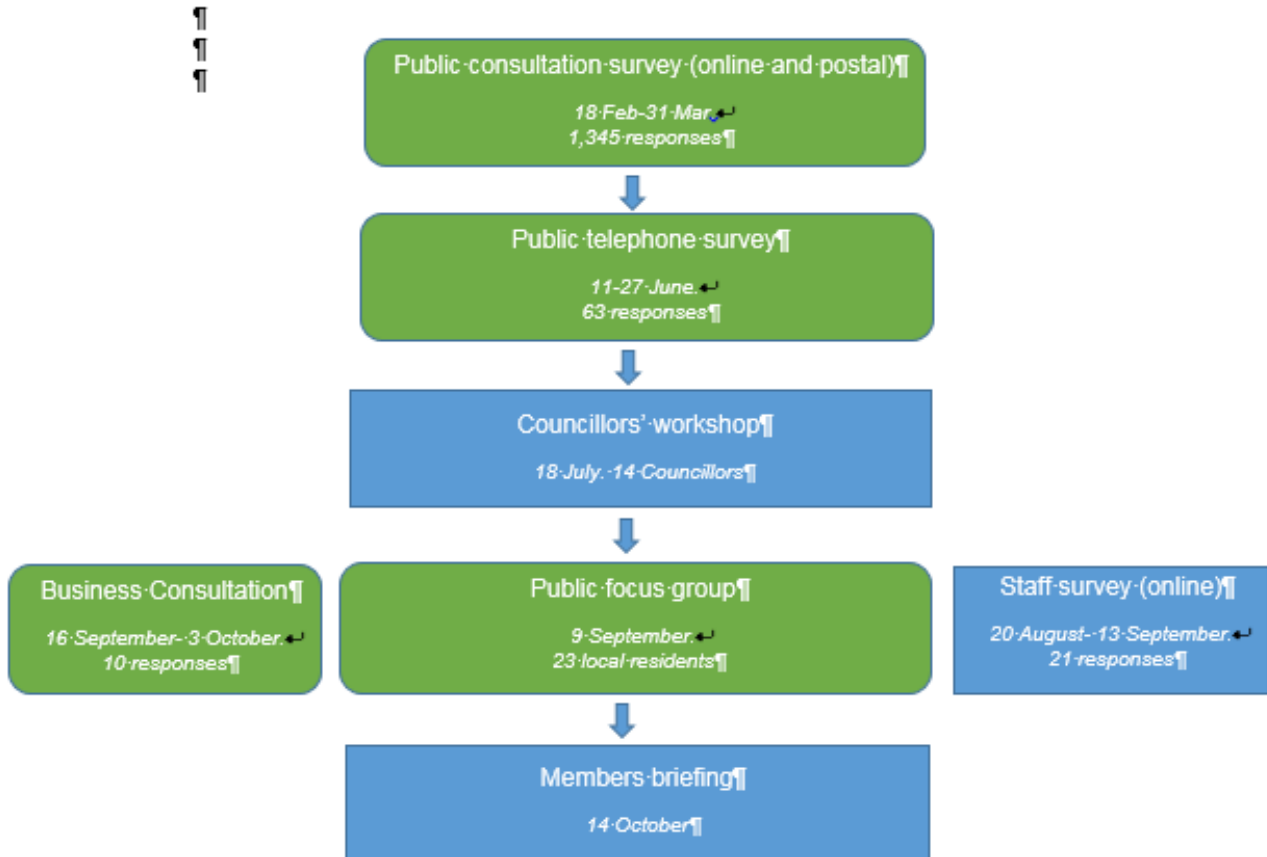 ¶
¶
¶
Public·consultation·survey·(online·and·postal)¶
18·Feb-31·Mar.↵
1,345·responses¶
Public·telephone·survey¶
11-27·June.↵
63·responses¶
Councillors’·workshop¶
18·July.·14·Councillors¶
Business·Consultation¶
16·September-·3·October.↵
10·responses¶
Public·focus·group¶
9·September.↵
23·local·residents¶
Staff·survey·(online)¶
20·August-·13·September.↵
21·responses¶
Members·briefing¶
14·October¶